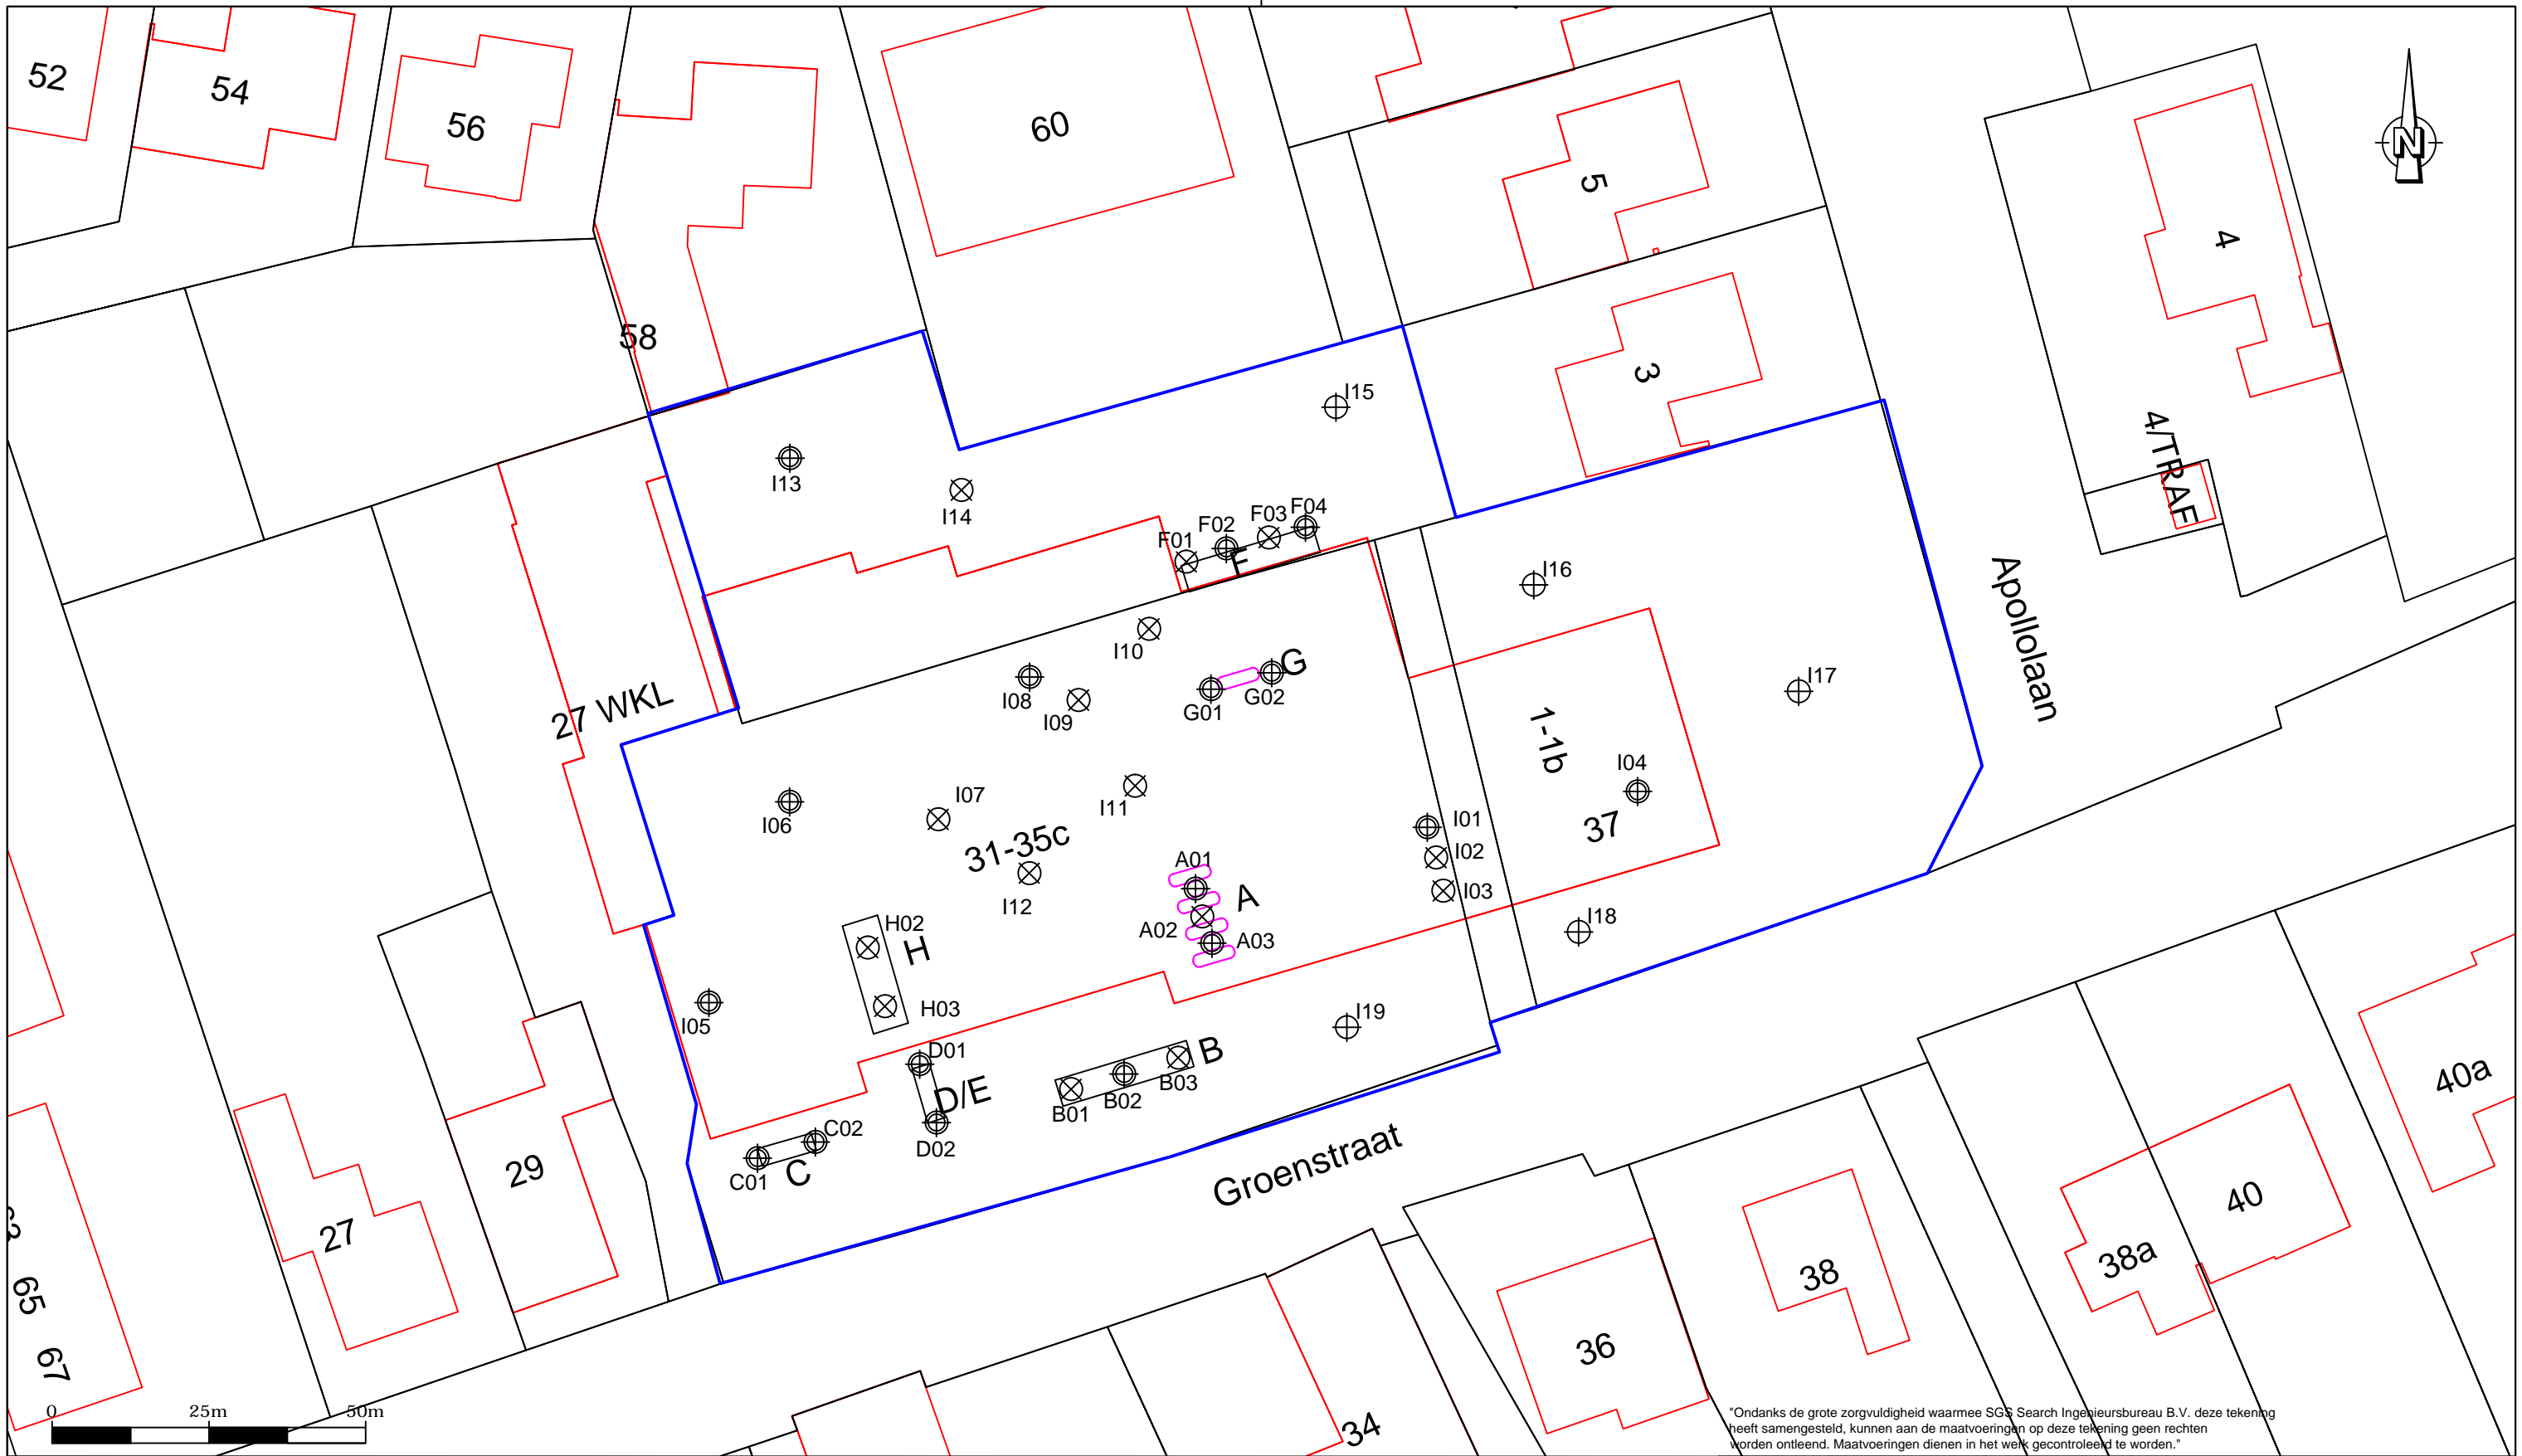 52
54
56
60
5
4
N
58
3
4/TRAF
I15
I13
I14
F01
F02
F03
F04
F
I16
I10
I08
I09
G
G01
G02
I17
Apollolaan
27 WKL
1-1b
I04
37
I06
I07
I11
31-35c
I12
I01
I02
I03
A01
A
A02
A03
I18
H02
H
H03
I05
I19
D01
D/E
D02
B
B01
B02
B03
C01
C02
C
Groenstraat
29
27
65
67
40a
40
38a
38
36
34
0 25m 50m
"Ondanks de grote zorgvuldigheid waarmee SGS Search Ingenieursbureau B.V. deze tekening
heeft samengesteld, kunnen aan de maatvoeringen op deze tekening geen rechten
worden ontleend. Maatvoeringen dienen in het werk gecontroleerd te worden."